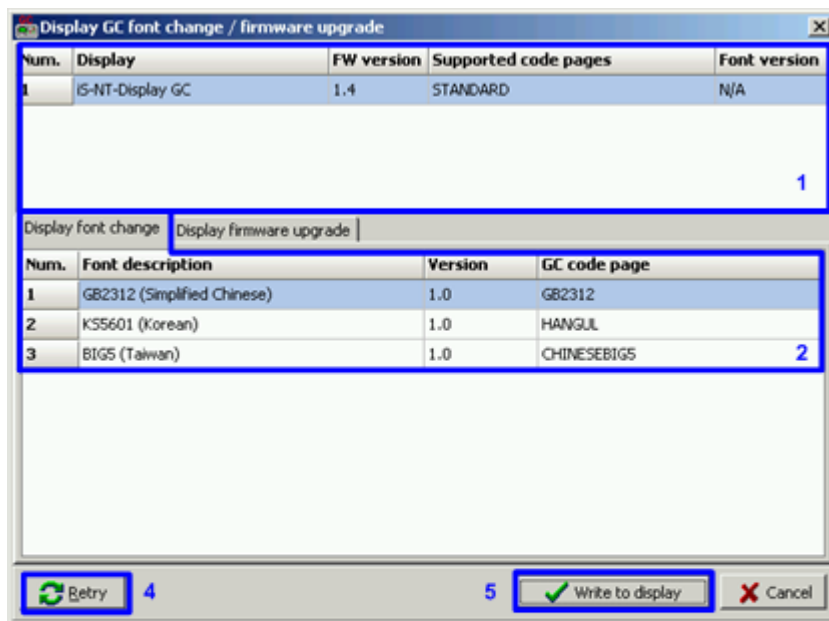 Display GC font change / firmware upgrade
Num. Display FW version Supported code pages Font version
1 iS-NT-Display GC 1.4 STANDARD N/A
1
Display font change Display firmware upgrade
Num. Font description Version GC code page
1 GB2312 (Simplified Chinese) 1.0 GB2312
2 KS5601 (Korean) 1.0 HANGUL
3 BIG5 (Taiwan) 1.0 CHINESEBIG5 2
Retry 4 5 Write to display Cancel